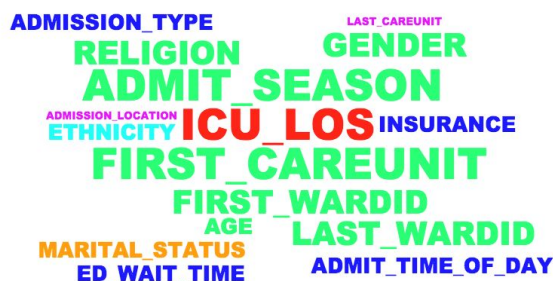 ADMISSION_TYPE
LAST_CAREUNIT
RELIGION
GENDER
ADMIT_SEASON
ADMISSION_LOCATION
ETHNICITY
ICU_LOS
INSURANCE
FIRST_CAREUNIT
FIRST_WARDID
AGE
LAST_WARDID
MARITAL_STATUS
ED_WAIT_TIME
ADMIT_TIME_OF_DAY